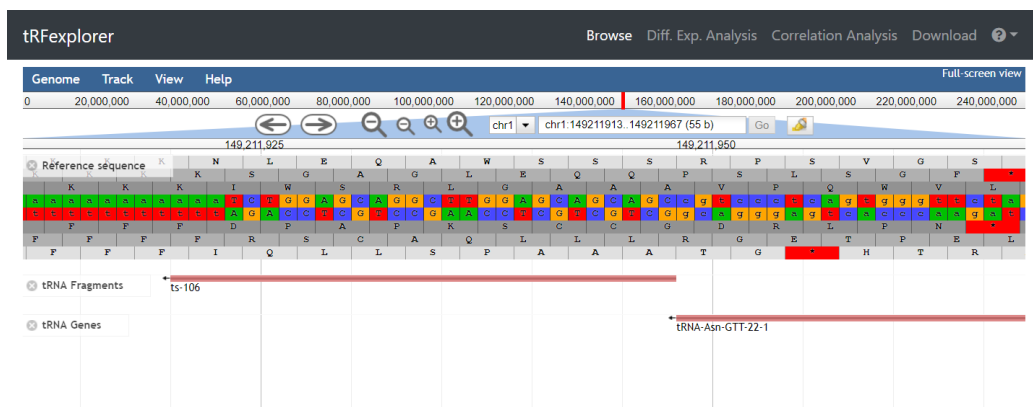 tRFexplorer
Browse Diff. Exp. Analysis Correlation Analysis Download ?
Genome Track View Help Full-screen view
0 20,000,000 40,000,000 60,000,000 80,000,000 100,000,000 120,000,000 140,000,000 160,000,000 180,000,000 200,000,000 220,000,000 240,000,000
chr1 chr1:149211913..149211967 (55 b) Go
149,211,925 149,211,950
Reference sequence
K N L E Q A W S S S R P S V G S
K S G A G L E Q Q P S L S G F *
K K K I W S R L G A A A V P Q W V L
a a a a a a a a a a a T C T G G A G C A G G C T T G G A G C A G C A G C c g t c c c t c a g t g g g t t c t a
t t t t t t t t t t t A G A C C T C G T C C G A A C C T C G T C G T C G g c a g g g a g t c a c c c a a g a t
F F F D P A P K S C C G D R L P N *
F F F F R S C A Q L L L R G E T P E L
F F F I Q L L S P A A A T G * H T R
tRNA Fragments
ts-106
tRNA Genes
tRNA-Asn-GTT-22-1